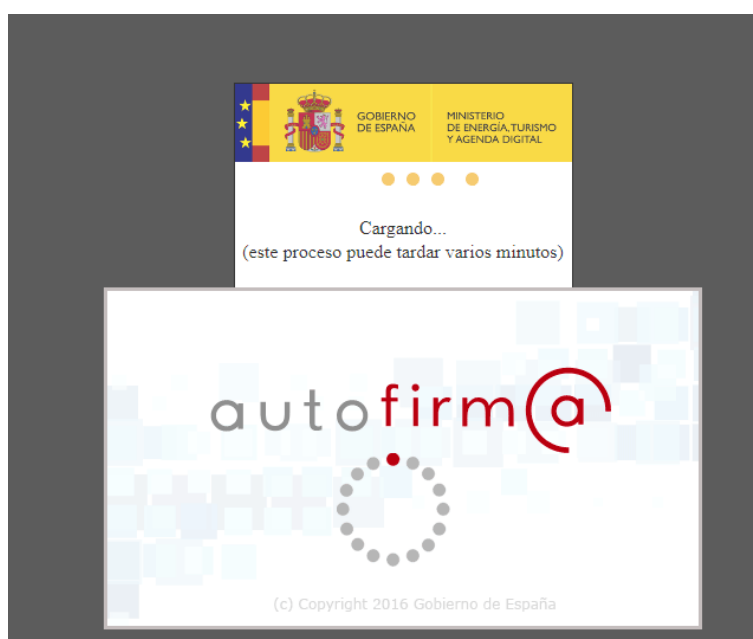 GOBIERNO
DE ESPAÑA
MINISTERIO
DE ENERGÍA, TURISMO
Y AGENDA DIGITAL
Cargando...
(este proceso puede tardar varios minutos)
autofirm@
(c) Copyright 2016 Gobierno de España